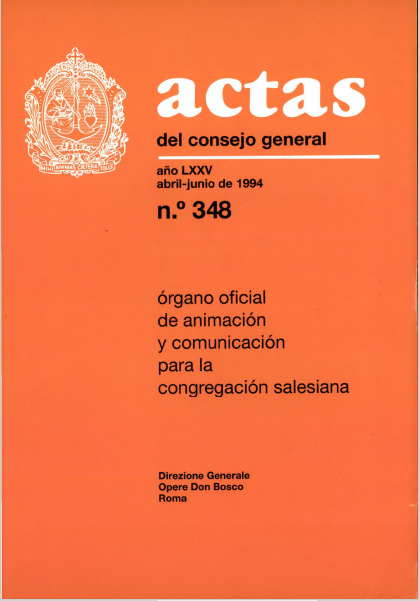 actas
del consejo general
año LXXV
abril-junio de 1994
n.º 348
órgano oficial
de animación
y comunicación
para la
congregación salesiana
Direzione Generale
Opere Don Bosco
Roma